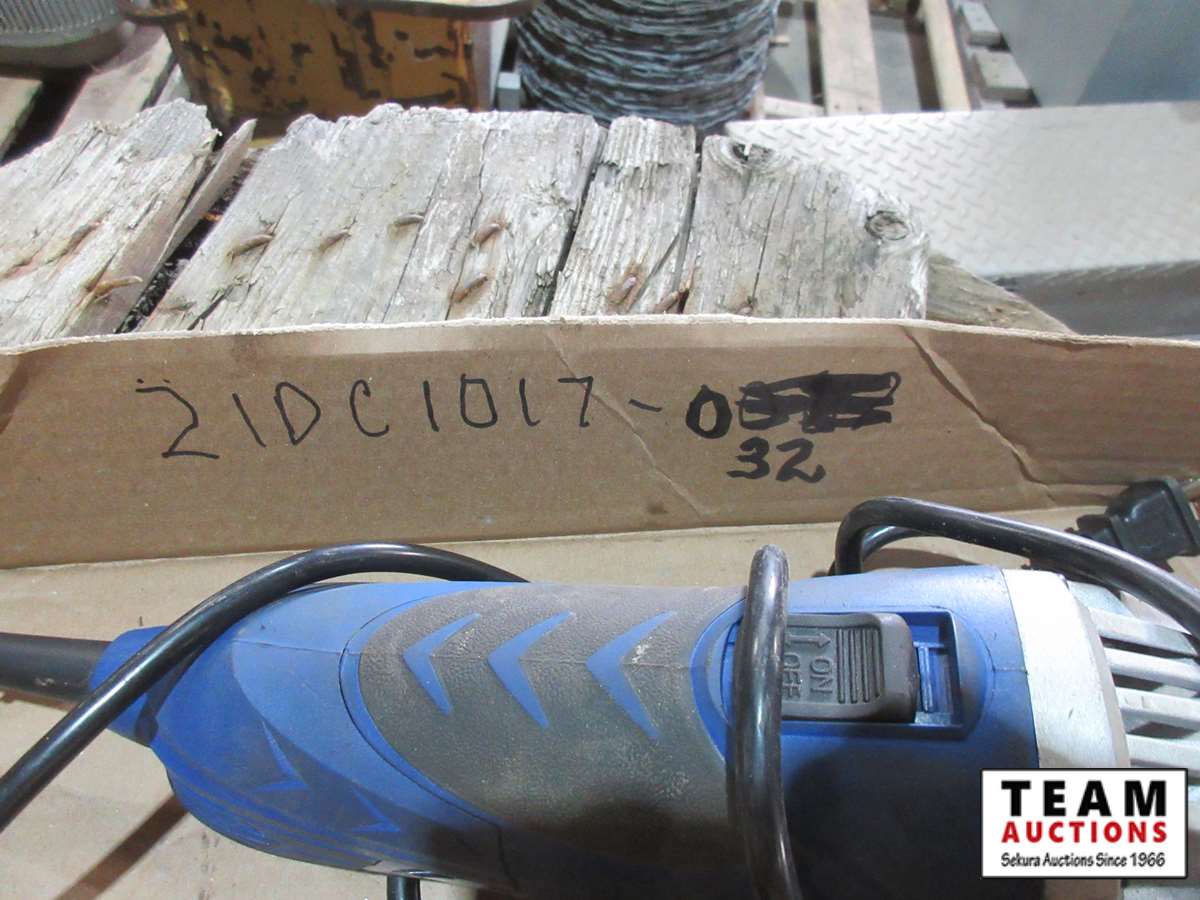 21DC1017-0
32
ON
OFF
TEAM
AUCTIONS
Sekura Auctions Since 1966